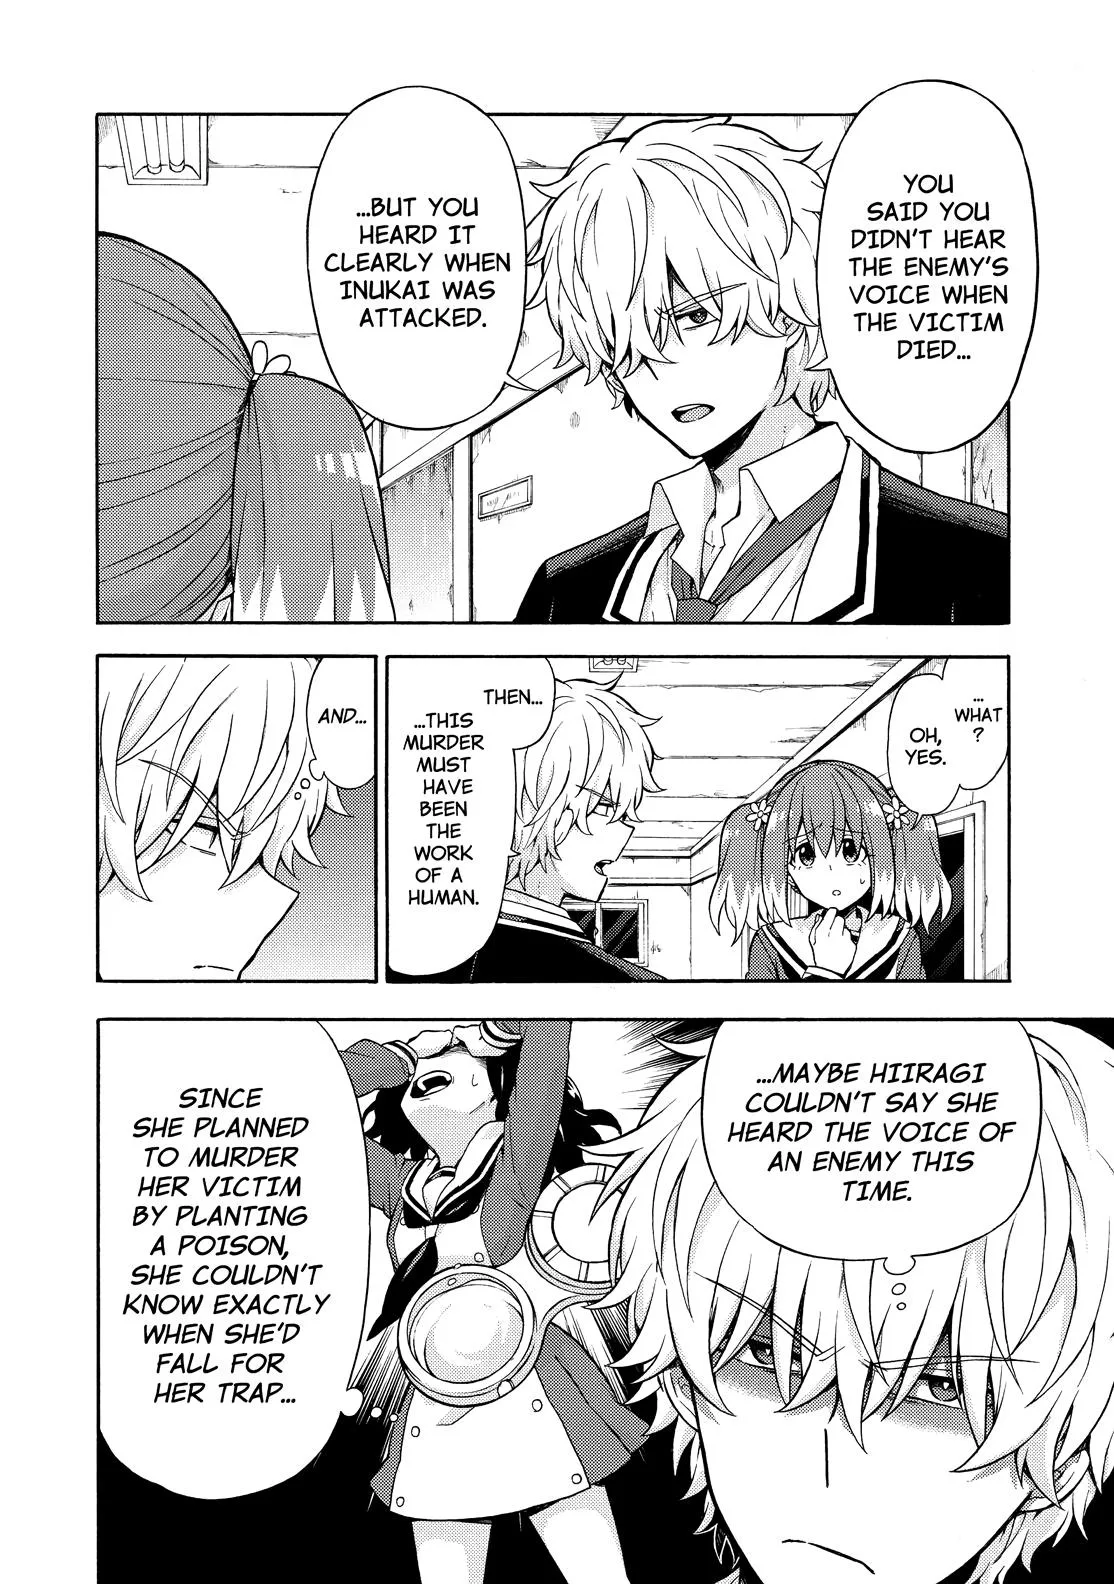 YOU
SAID YOU
DIDN'T HEAR
THE ENEMY'S
VOICE WHEN
THE VICTIM
DIED...
...BUT YOU
HEARD IT
CLEARLY WHEN
INUKAI WAS
ATTACKED.
...
WHAT
?
OH,
YES.
THEN...
...THIS
MURDER
MUST
HAVE
BEEN
THE
WORK
OF A
HUMAN.
AND...
...MAYBE HIIRAGI
COULDN'T SAY SHE
HEARD THE VOICE OF
AN ENEMY THIS
TIME.
SINCE
SHE PLANNED
TO MURDER
HER VICTIM
BY PLANTING
A POISON,
SHE COULDN'T
KNOW EXACTLY
WHEN SHE'D
FALL FOR
HER TRAP...